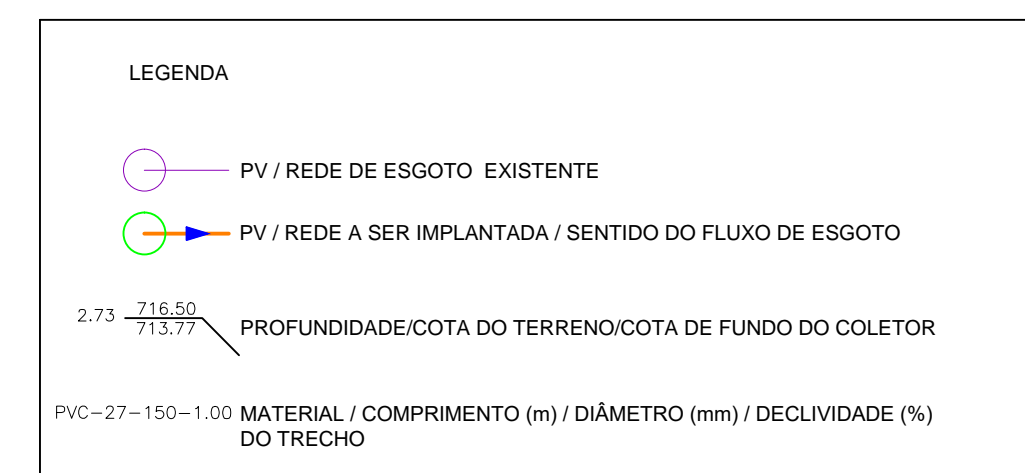 LEGENDA
PV / REDE DE ESGOTO EXISTENTE
PV / REDE A SER IMPLANTADA / SENTIDO DO FLUXO DE ESGOTO
2.73 716.50
713.77
PROFUNDIDADE/COTA DO TERRENO/COTA DE FUNDO DO COLETOR
PVC-27-150-1.00 MATERIAL / COMPRIMENTO (m) / DIÂMETRO (mm) / DECLIVIDADE (%)
DO TRECHO